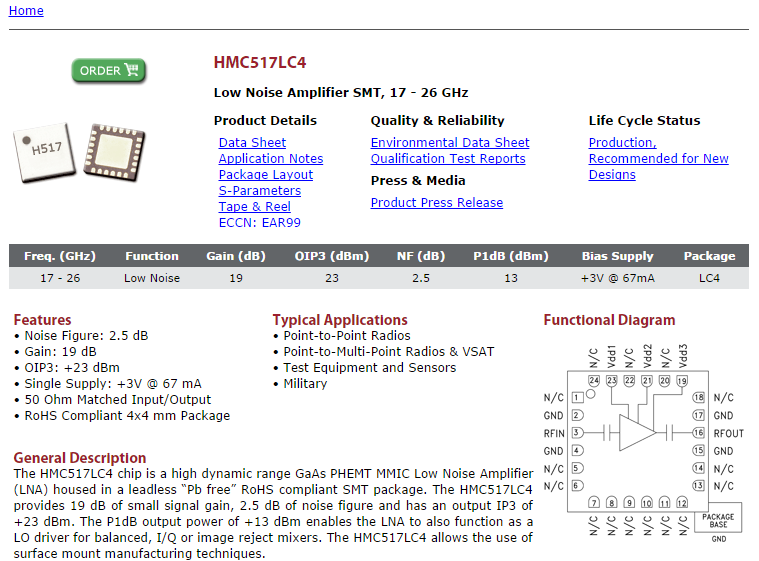 Home
ORDER
H517
HMC517LC4
Low Noise Amplifier SMT, 17 - 26 GHz
Product Details
Data Sheet
Application Notes
Package Layout
S-Parameters
Tape & Reel
ECCN: EAR99
Quality & Reliability
Environmental Data Sheet
Qualification Test Reports
Press & Media
Product Press Release
Life Cycle Status
Production,
Recommended for New
Designs
Freq. (GHz) Function Gain (dB) OIP3 (dBm) NF (dB) P1dB (dBm) Bias Supply Package
17 - 26 Low Noise 19 23 2.5 13 +3V @ 67mA LC4
Features
• Noise Figure: 2.5 dB
• Gain: 19 dB
• OIP3: +23 dBm
• Single Supply: +3V @ 67 mA
• 50 Ohm Matched Input/Output
• RoHS Compliant 4x4 mm Package
Typical Applications
• Point-to-Point Radios
• Point-to-Multi-Point Radios & VSAT
• Test Equipment and Sensors
• Military
General Description
The HMC517LC4 chip is a high dynamic range GaAs PHEMT MMIC Low Noise Amplifier
(LNA) housed in a leadless “Pb free” RoHS compliant SMT package. The HMC517LC4
provides 19 dB of small signal gain, 2.5 dB of noise figure and has an output IP3 of
+23 dBm. The P1dB output power of +13 dBm enables the LNA to also function as a
LO driver for balanced, I/Q or image reject mixers. The HMC517LC4 allows the use of
surface mount manufacturing techniques.
Functional Diagram
N/C Vdd1 N/C Vdd2 N/C Vdd3
24 23 22 21 20 19
N/C 1 18 N/C
GND 2 17 GND
RFIN 3 16 RFOUT
GND 4 15 GND
N/C 5 14 N/C
N/C 6 13 N/C
7 8 9 10 11 12
N/C N/C N/C N/C N/C N/C
PACKAGE
BASE
GND